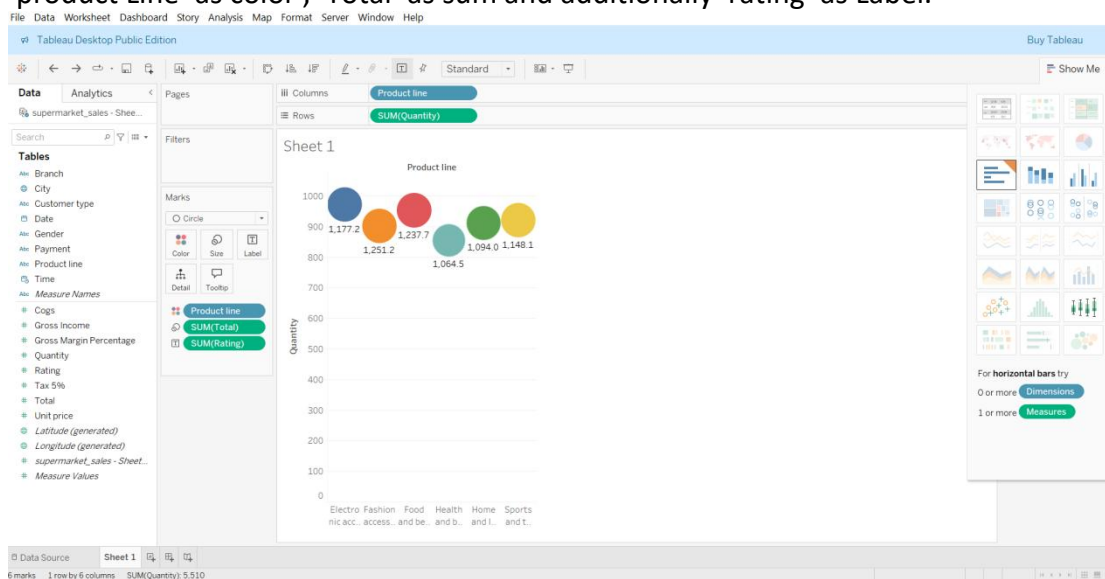 product Line' as color , 'Total' as sum and additionally 'rating' as Label.
File Data Worksheet Dashboard Story Analysis Map Format Server Window Help
Tableau Desktop Public Edition Buy Tableau
Standard Show Me
Data Analytics Pages Columns Product line
supermarket_sales - Shee... Rows SUM(Quantity)
Search Filters Sheet 1
Tables Product line
Abc Branch
City
Abc Customer type Marks
Date Circle
Abc Gender
Abc Payment Color Size Label
Abc Product line
Time Detail Tooltip
Abc Measure Names
Product line
SUM(Total)
SUM(Rating)
# Cogs
# Gross Income
# Gross Margin Percentage
# Quantity
# Rating
# Tax 5%
# Total
# Unit price
Latitude (generated)
Longitude (generated)
# supermarket_sales - Sheet...
# Measure Values
Quantity
1000
900
800
700
600
500
400
300
200
100
0
1,177.2
1,251.2
1,237.7
1,064.5
1,094.0
1,148.1
Electro Fashion Food Health Home Sports
nic acc.. access.. and be.. and b.. and l.. and t..
For horizontal bars try
0 or more Dimensions
1 or more Measures
Data Source Sheet 1
6 marks 1 row by 6 columns SUM(Quantity): 5,510